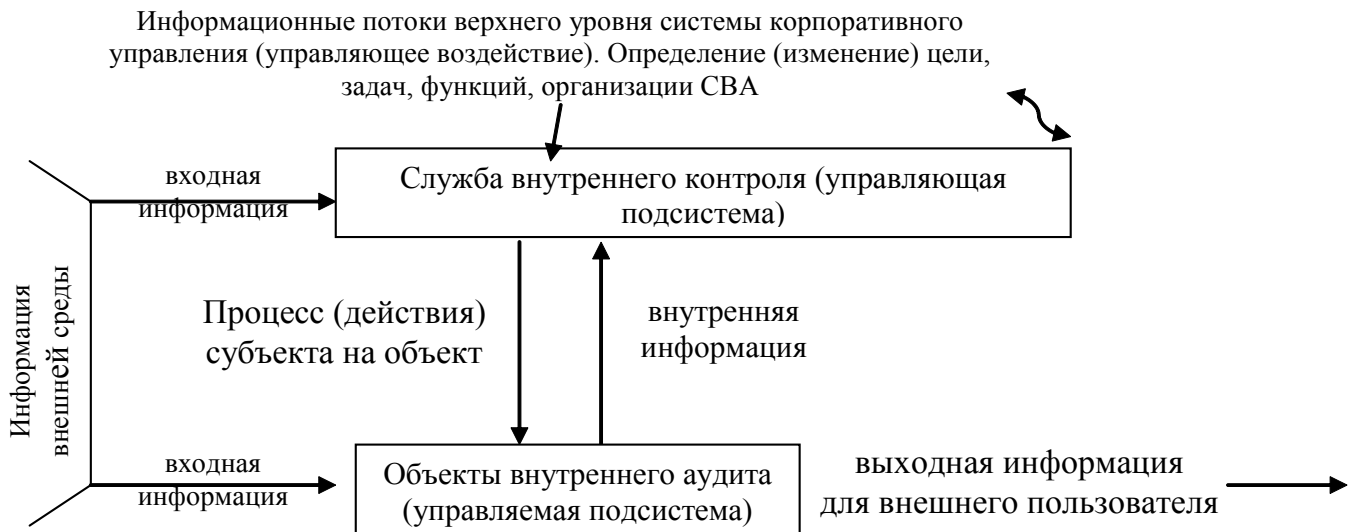 Информационные потоки верхнего уровня системы корпоративного
управления (управляющее воздействие). Определение (изменение) цели,
задач, функций, организации СВА
входная
информация
Служба внутреннего контроля (управляющая
подсистема)
Информация
внешней среды
Процесс (действия)
субъекта на объект
внутренняя
информация
входная
информация
Объекты внутреннего аудита
(управляемая подсистема)
выходная информация
для внешнего пользователя